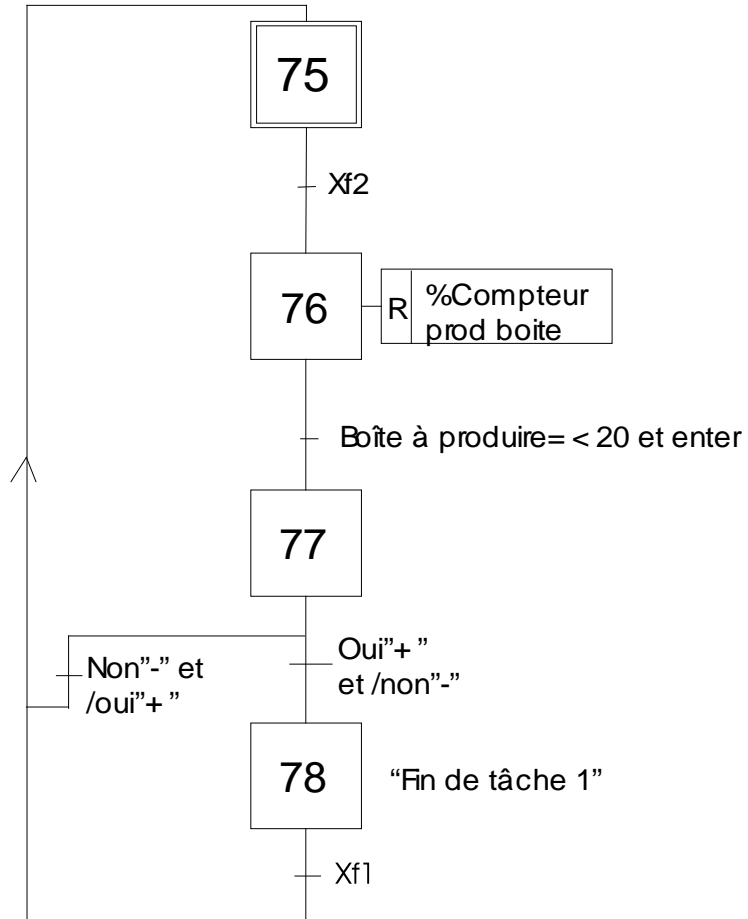 75
Xf2
76
R
%Compteur
prod boite
Boîte à produire= < 20 et enter
77
Non”-” et
/oui”+ ”
Oui”+ ”
et /non”-”
78
“Fin de tâche 1”
Xf1